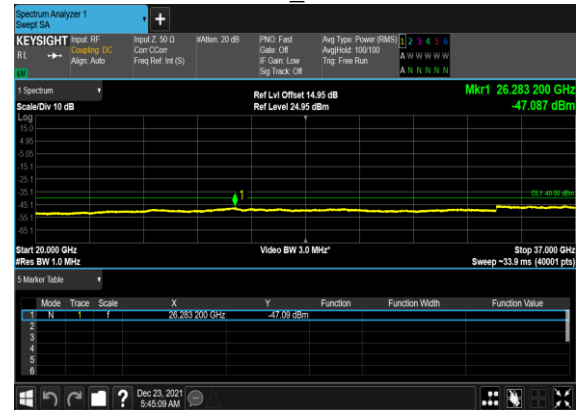 Spectrum Analyzer 1
Swept SA
+
KEYSIGHT Input: RF Input Z: 50 Ω #Atten: 20 dB PNO: Fast Avg Type: Power (RMS) 1 2 3 4 5 6
RL Coupling: DC Corr CCorr Gate: Off Avg|Hold: 100/100 A W W W W W
Align: Auto Freq Ref: Int (S) IF Gain: Low Trig: Free Run
Sig Track: Off A N N N N N
1 Spectrum Ref Lvl Offset 14.95 dB Mkr1 26.283 200 GHz
Scale/Div 10 dB Ref Level 24.95 dBm -47.087 dBm
Log
15.0
4.95
-5.05
-15.1
-25.1
-35.1
DL1 -40.00 dBm
-45.1
-55.1
-65.1
1
Start 20.000 GHz Video BW 3.0 MHz* Stop 37.000 GHz
#Res BW 1.0 MHz Sweep ~33.9 ms (40001 pts)
5 Marker Table
Mode Trace Scale X Y Function Function Width Function Value
1 N 1 f 26.283 200 GHz -47.09 dBm
2
3
4
5
6
? Dec 23, 2021
5:45:09 AM